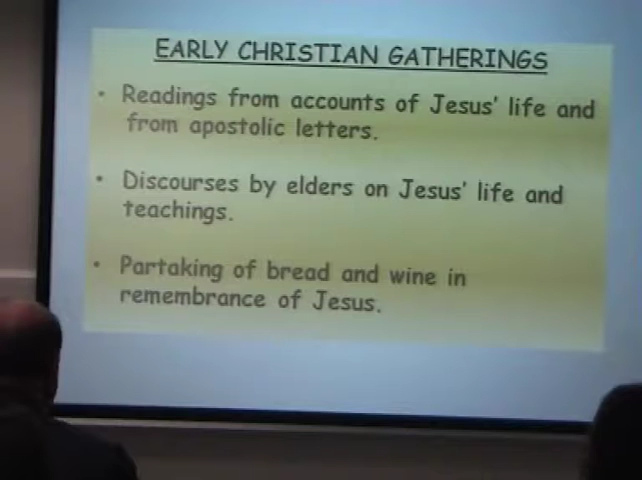 EARLY CHRISTIAN GATHERINGS
• Readings from accounts of Jesus' life and
from apostolic letters.
• Discourses by elders on Jesus' life and
teachings.
• Partaking of bread and wine in
remembrance of Jesus.